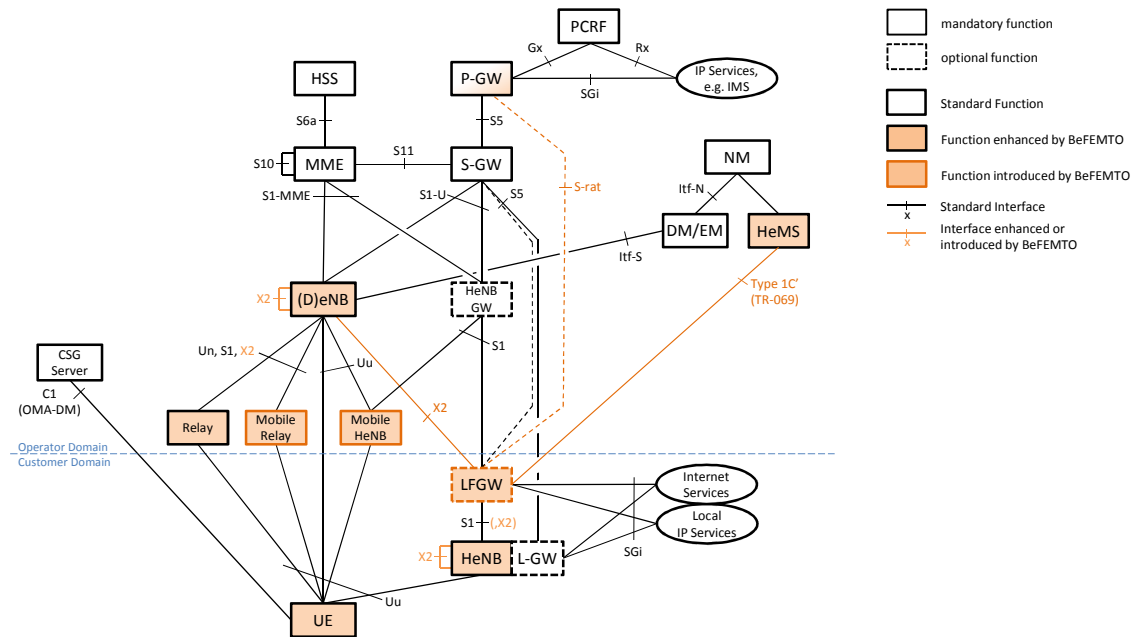 PCRF
mandatory function
Gx
Rx
optional function
HSS
P-GW
IP Services,
e.g. IMS
SGi
Standard Function
S6a
S5
Function enhanced by BeFEMTO
S10
MME
S11
S-GW
NM
Function introduced by BeFEMTO
S1-MME
S1-U
S5
S-rat
Itf-N
Standard Interface
x
DM/EM
HeMS
Interface enhanced or
introduced by BeFEMTO
x
Itf-S
X2
(D)eNB
HeNB
GW
Type 1C'
(TR-069)
S1
CSG
Server
Un, S1, X2
Uu
C1
(OMA-DM)
X2
Relay
Mobile
Relay
Mobile
HeNB
Operator Domain
Customer Domain
LFGW
Internet
Services
S1
(,X2)
Local
IP Services
X2
HeNB
L-GW
SGi
Uu
UE